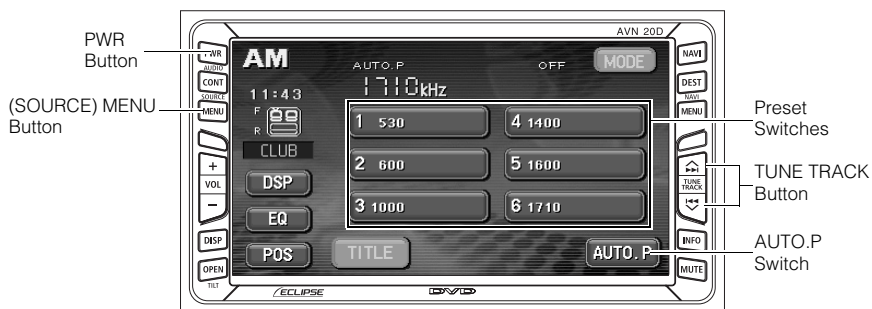 AVN 20D
PWR
Button
(SOURCE) MENU
Button
PWR
AUDIO
CONT
SOURCE
MENU
+
VOL
−
DISP
OPEN
TILT
AM
AUTO.P
OFF
MODE
1710kHz
11:43
F
R
CLUB
DSP
EQ
POS
1 530
2 600
3 1000
4 1400
5 1600
6 1710
TITLE
AUTO.P
NAVI
DEST
NAVI
MENU
TUNE
TRACK
INFO
MUTE
ECLIPSE
DVD
Preset
Switches
TUNE TRACK
Button
AUTO.P
Switch